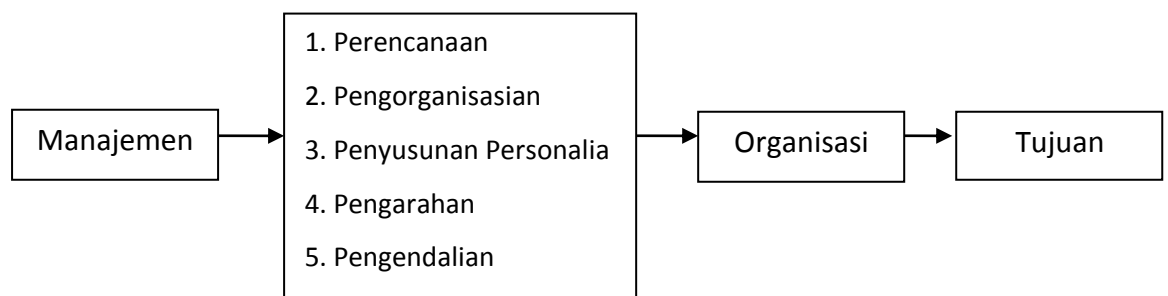 Manajemen
1. Perencanaan
2. Pengorganisasian
3. Penyusunan Personalia
4. Pengarahan
5. Pengendalian
Organisasi
Tujuan